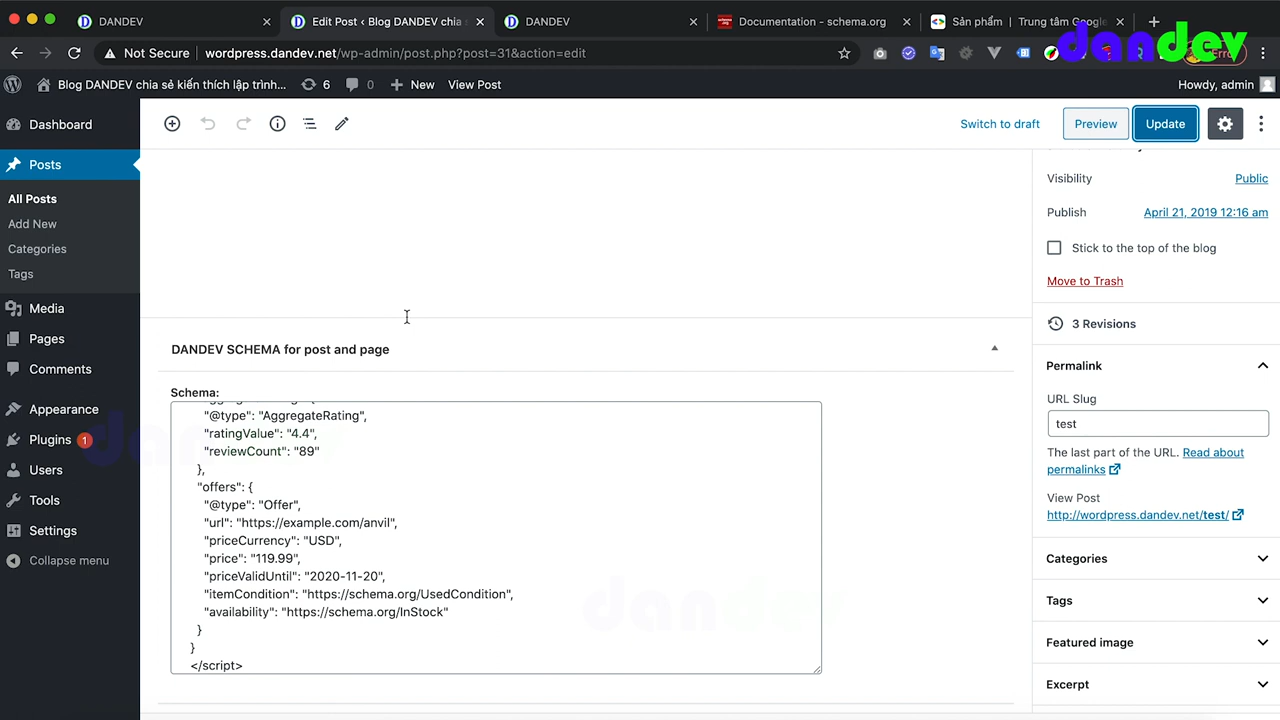 DANDEV
Edit Post ‹ Blog DANDEV chia s
DANDEV
Documentation - schema.org
Sản phẩm | Trung tâm Google
Not Secure
wordpress.dandev.net/wp-admin/post.php?post=31&action=edit
dandev
Blog DANDEV chia sẻ kiến thích lập trình...
6
0
New
View Post
Howdy, admin
Dashboard
Posts
All Posts
Add New
Categories
Tags
Media
Pages
Comments
Appearance
Plugins 1
Users
Tools
Settings
Collapse menu
Switch to draft
Preview
Update
DANDEV SCHEMA for post and page
Schema:
"@type": "AggregateRating",
"ratingValue": "4.4",
"reviewCount": "89"
},
"offers": {
"@type": "Offer",
"url": "https://example.com/anvil",
"priceCurrency": "USD",
"price": "119.99",
"priceValidUntil": "2020-11-20",
"itemCondition": "https://schema.org/UsedCondition",
"availability": "https://schema.org/InStock"
}
}
</script>
dandev
Visibility
Public
Publish
April 21, 2019 12:16 am
Stick to the top of the blog
Move to Trash
3 Revisions
Permalink
URL Slug
test
The last part of the URL. Read about
permalinks
View Post
http://wordpress.dandev.net/test/
Categories
Tags
Featured image
Excerpt